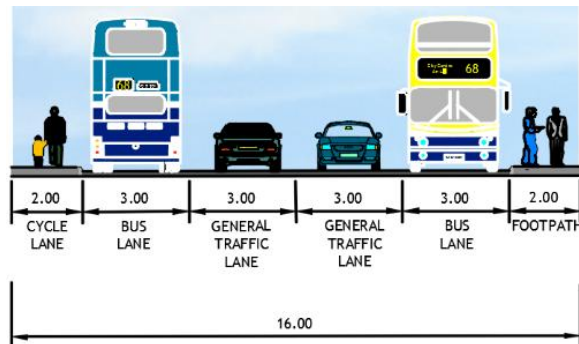 68
68
2.00
3.00
3.00
3.00
3.00
2.00
CYCLE LANE
BUS LANE
GENERAL TRAFFIC LANE
GENERAL TRAFFIC LANE
BUS LANE
FOOTPATH
16.00